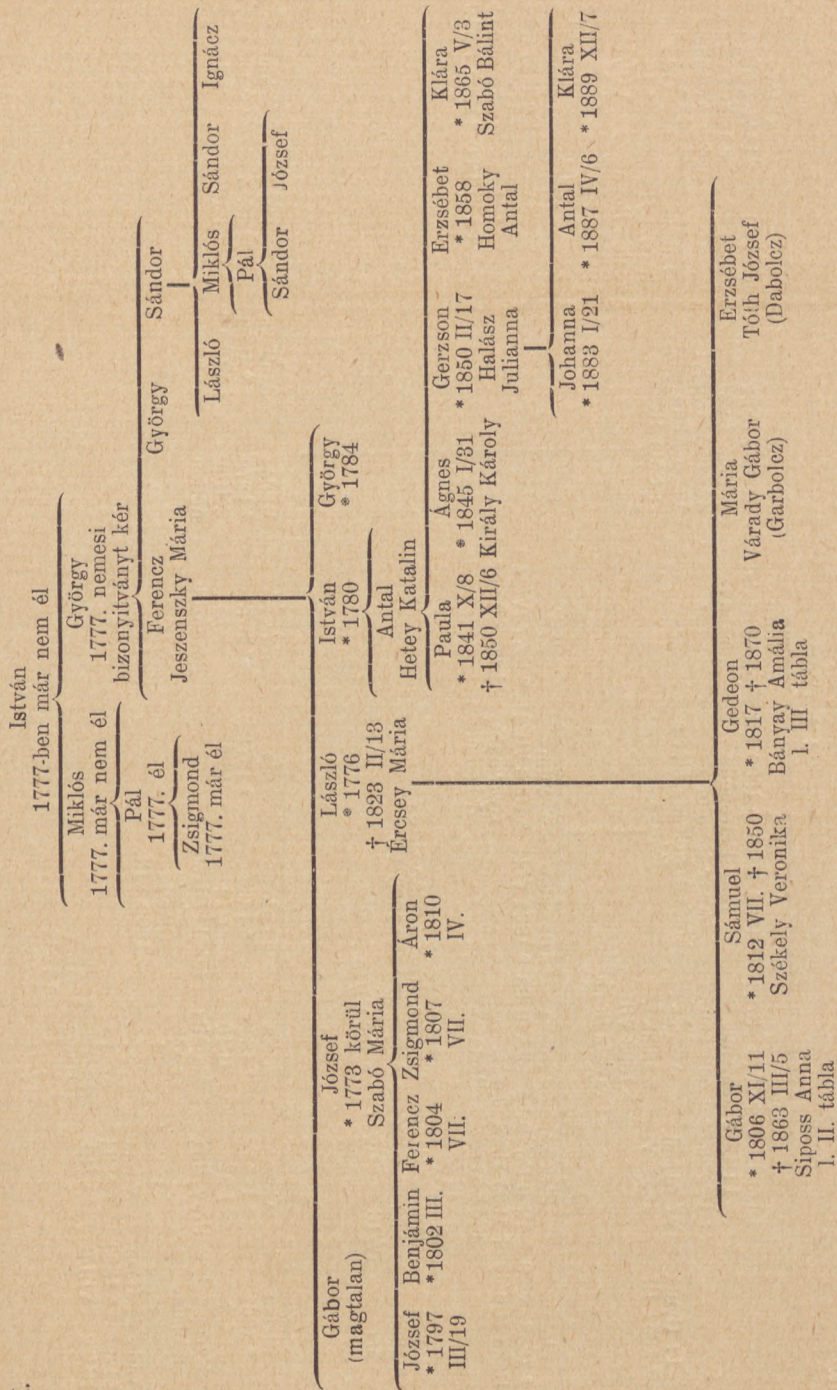 István
1777-ben már nem él
Miklós
1777. már nem él
György
1777. nemesi
bizonyitványt kér
Pál
1777. él
Zsigmond
1777. már él
Ferencz
Jeszenszky Mária
György
Sándor
László
Miklós
Sándor
Ignácz
Pál
Sándor
József
Gábor
(magtalan)
József
* 1773 körül
Szabó Mária
László
* 1776
† 1823 II/13
Ercsey Mária
István
* 1780
György
* 1784
Antal
Hetey Katalin
József
* 1797
III/19
Benjámin
*1802 III.
Ferencz
* 1804
VII.
Zsigmond
* 1807
VII.
Áron
* 1810
IV.
Paula
* 1841 X/8
† 1850 XII/6
Ágnes
* 1845 I/31
Király Károly
Gerzson
* 1850 II/17
Halász
Julianna
Erzsébet
* 1858
Homoky
Antal
Klára
* 1865 V/3
Szabó Bálint
Johanna
* 1883 I/21
Antal
* 1887 IV/6
Klára
* 1889 XII/7
Gábor
* 1806 XI/11
† 1863 III/5
Siposs Anna
l. II. tábla
Sámuel
* 1812 VII. † 1850
Székely Veronika
Gedeon
* 1817 † 1870
Bányay Amália
l. III tábla
Mária
Várady Gábor
(Garbolcz)
Erzsébet
Tóth József
(Dabolcz)